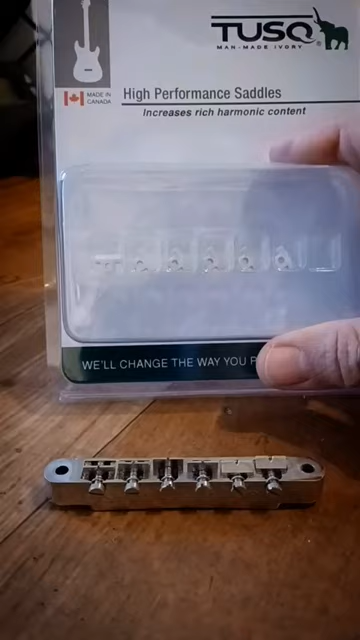 TUSQ
MAN-MADE IVORY
MADE IN
CANADA
High Performance Saddles
Increases rich harmonic content
WE'LL CHANGE THE WAY YOU